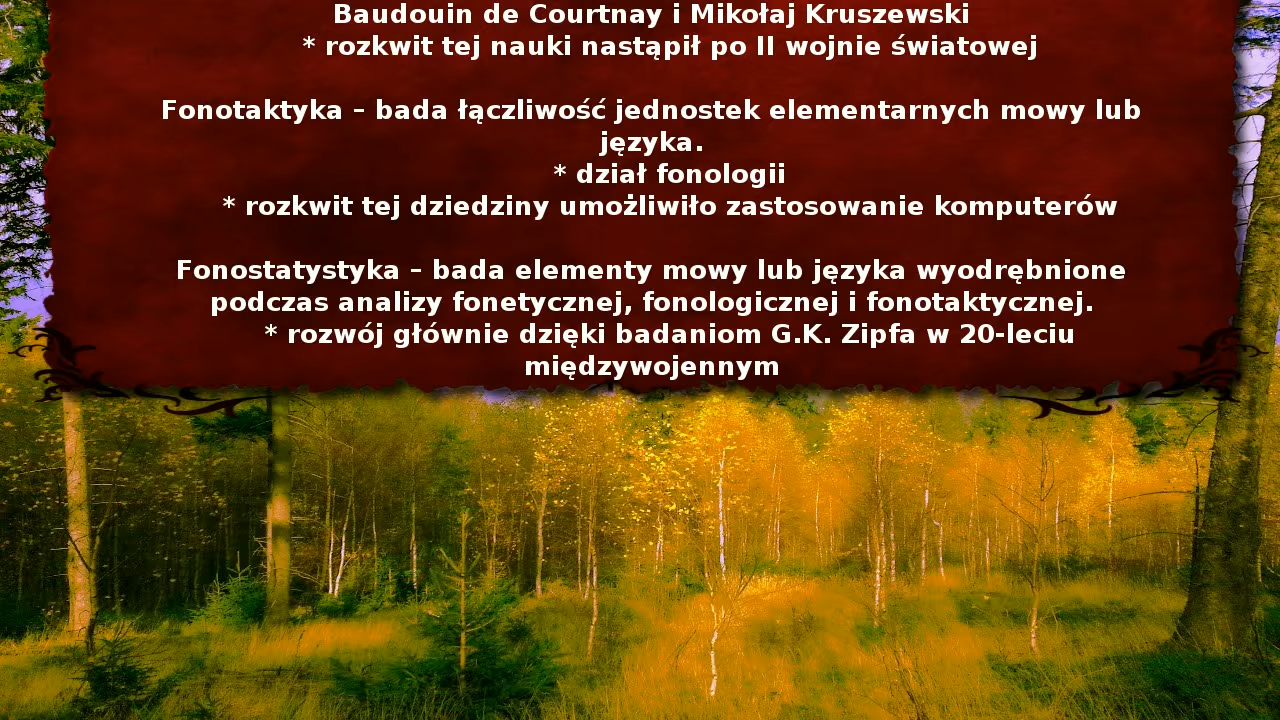 Baudouin de Courtnay i Mikołaj Kruszewski
* rozkwit tej nauki nastąpił po II wojnie światowej
Fonotaktyka – bada łączliwość jednostek elementarnych mowy lub
języka.
* dział fonologii
* rozkwit tej dziedziny umożliwiło zastosowanie komputerów
Fonostatystyka – bada elementy mowy lub języka wyodrębnione
podczas analizy fonetycznej, fonologicznej i fonotaktycznej.
* rozwój głównie dzięki badaniom G.K. Zipfa w 20-leciu
międzywojennym